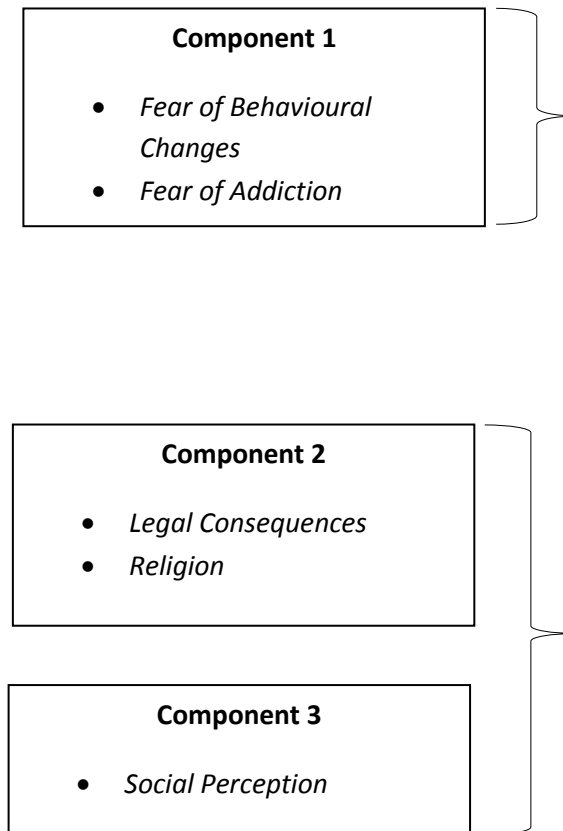 Component 1
• Fear of Behavioural
Changes
• Fear of Addiction
Component 2
• Legal Consequences
• Religion
Component 3
• Social Perception